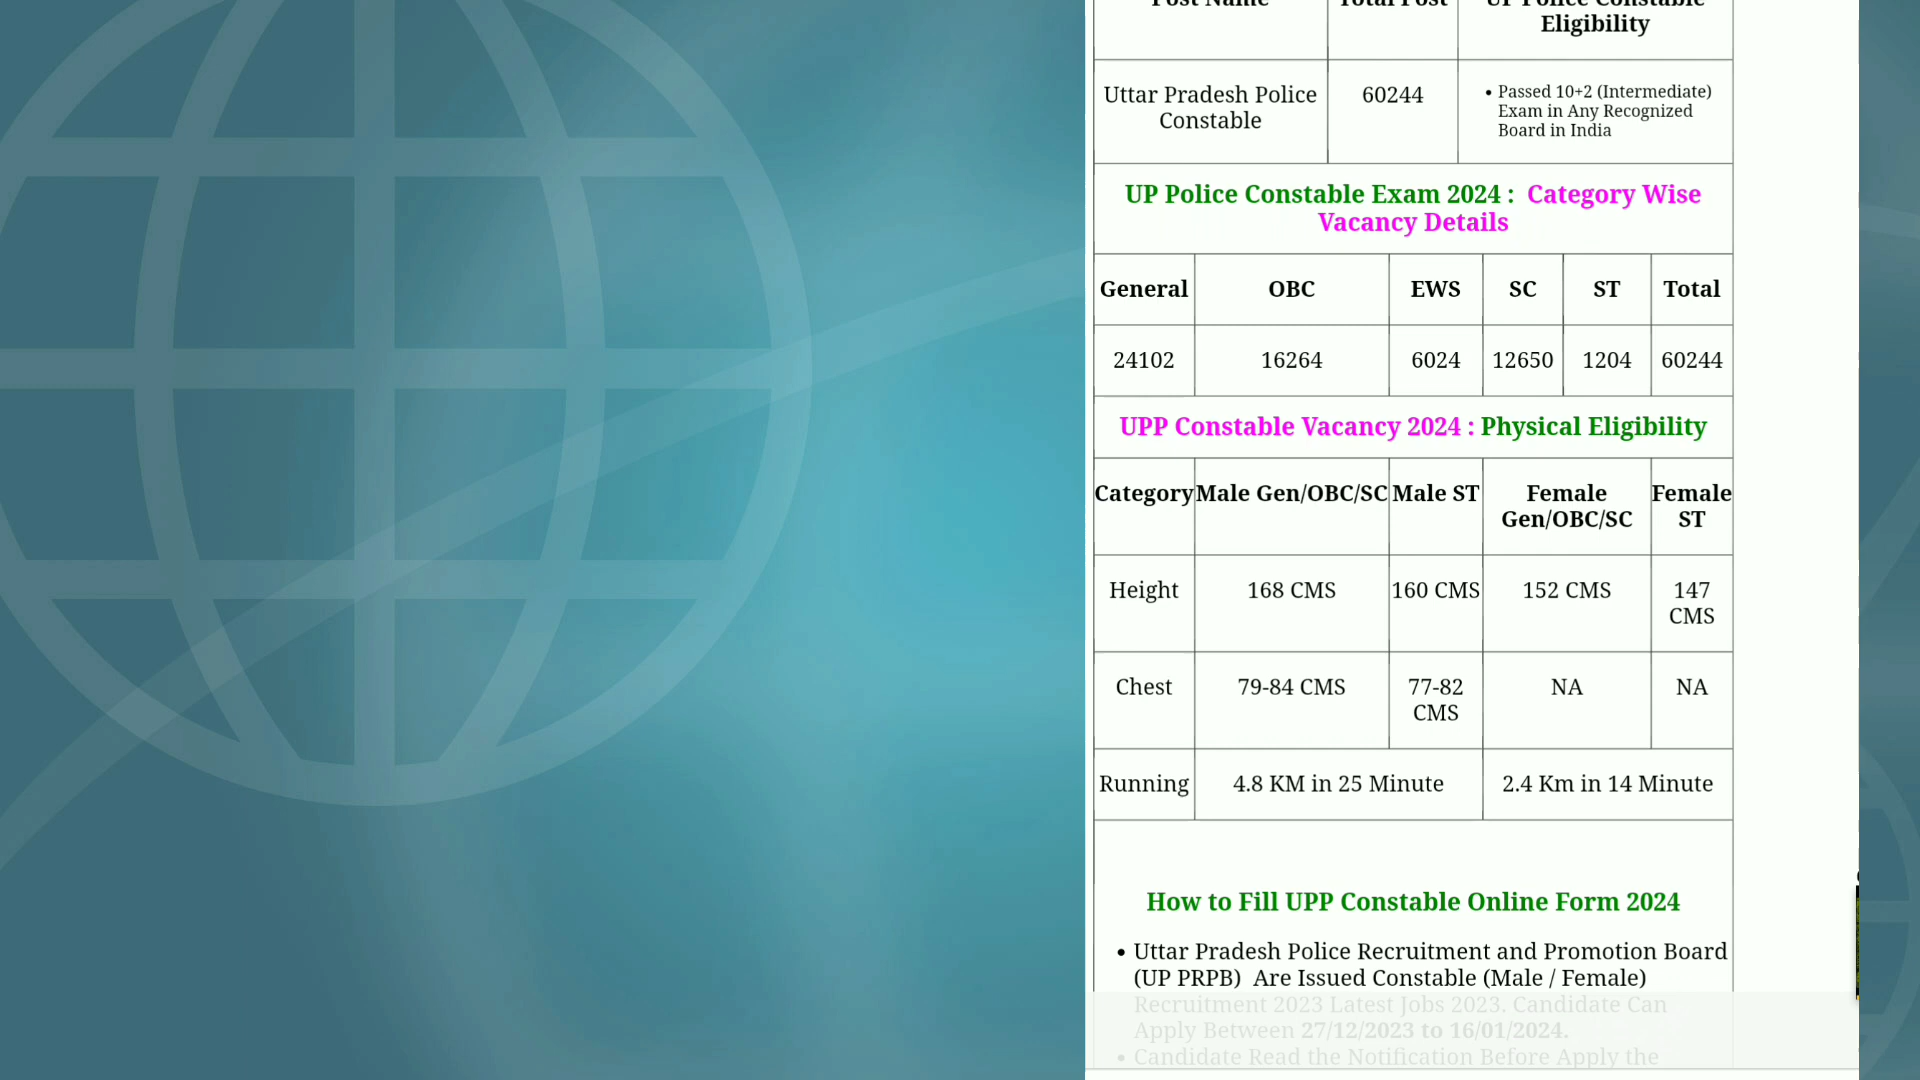 Post Name Total Post UP Police Constable
Eligibility
Uttar Pradesh Police
Constable
60244
• Passed 10+2 (Intermediate)
Exam in Any Recognized
Board in India
UP Police Constable Exam 2024 : Category Wise
Vacancy Details
General OBC EWS SC ST Total
24102 16264 6024 12650 1204 60244
UPP Constable Vacancy 2024 : Physical Eligibility
Category Male Gen/OBC/SC Male ST Female
Gen/OBC/SC
Female
ST
Height 168 CMS 160 CMS 152 CMS 147
CMS
Chest 79-84 CMS 77-82
CMS
NA NA
Running 4.8 KM in 25 Minute 2.4 Km in 14 Minute
How to Fill UPP Constable Online Form 2024
• Uttar Pradesh Police Recruitment and Promotion Board
(UP PRPB) Are Issued Constable (Male / Female)
Recruitment 2023 Latest Jobs 2023. Candidate Can
Apply Between 27/12/2023 to 16/01/2024.
• Candidate Read the Notification Before Apply the